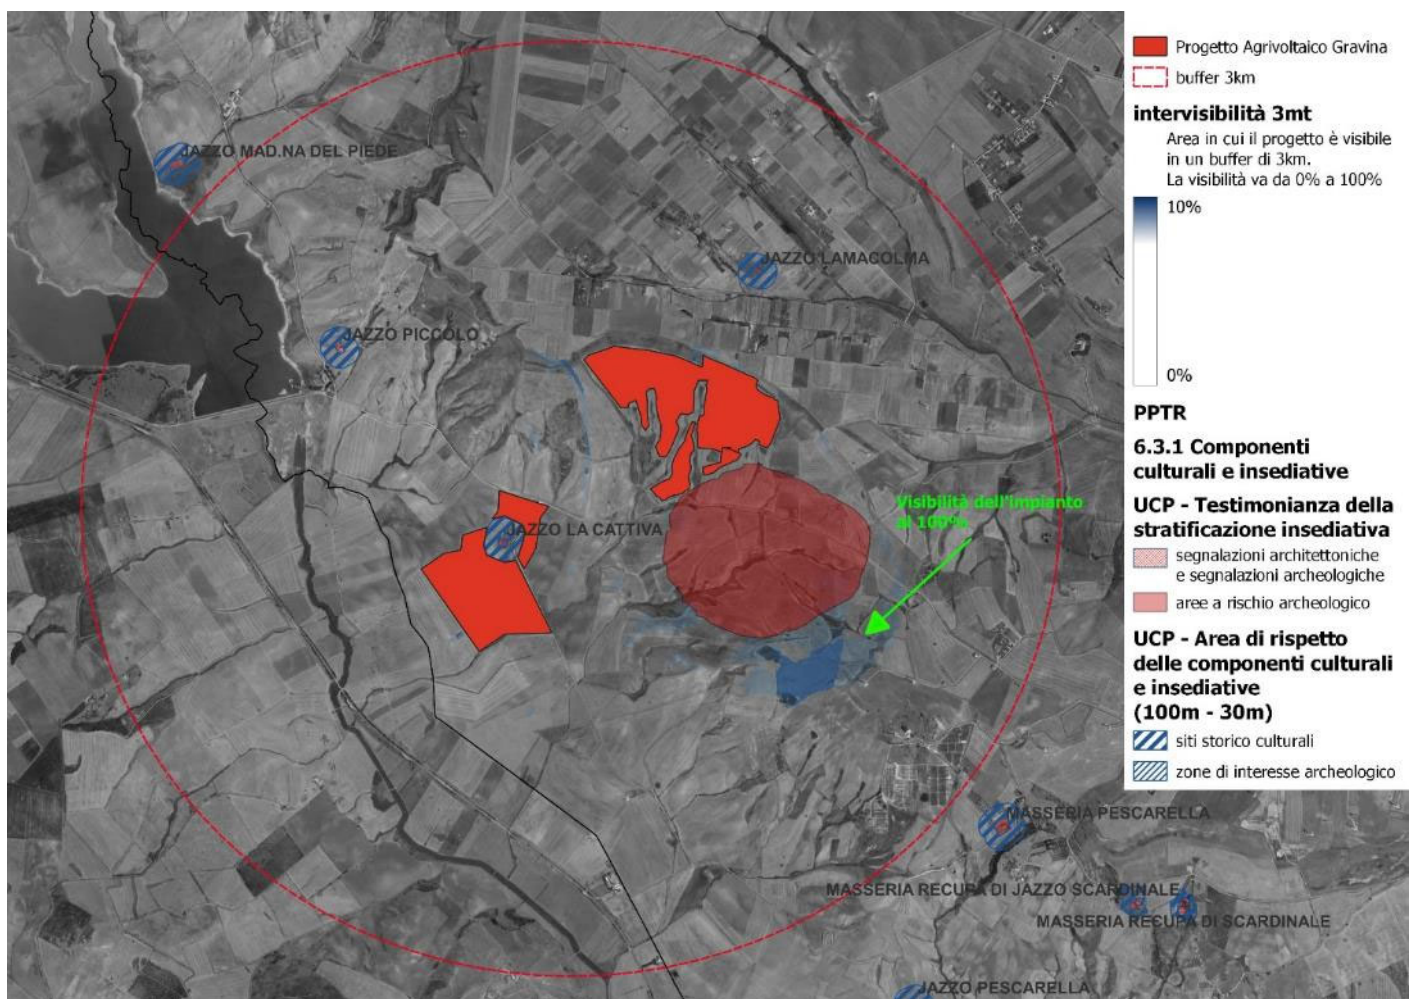 JAZZO MAD.NA DEL PIEDE
JAZZO LAMACOLMA
JAZZO PICCOLO
Visibilità dell'impianto
al 100%
JAZZO LA CATTIVA
MASSERIA PESCARELLA
MASSERIA RECUPA DI JAZZO SCARDINALE
MASSERIA RECUPA DI SCARDINALE
JAZZO PESCARELLA
Progetto Agrivoltaico Gravina
buffer 3km
intervisibilità 3mt
Area in cui il progetto è visibile
in un buffer di 3km.
La visibilità va da 0% a 100%
10%
0%
PPTR
6.3.1 Componenti
culturali e insediative
UCP - Testimonianza della
stratificazione insediativa
segnalazioni architettoniche
e segnalazioni archeologiche
aree a rischio archeologico
UCP - Area di rispetto
delle componenti culturali
e insediative
(100m - 30m)
siti storico culturali
zone di interesse archeologico